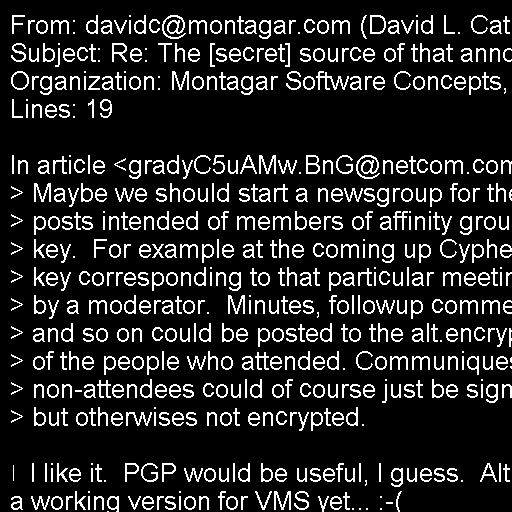 From: davidc@montagar.com (David L. Cat
Subject: Re: The [secret] source of that anno
Organization: Montagar Software Concepts,
Lines: 19

In article <gradyC5uAMw.BnG@netcom.com
> Maybe we should start a newsgroup for the
> posts intended of members of affinity grou
> key.  For example at the coming up Cyphe
> key corresponding to that particular meetin
> by a moderator.  Minutes, followup comme
> and so on could be posted to the alt.encryp
> of the people who attended. Communiques
> non-attendees could of course just be sign
> but otherwises not encrypted.

I like it.  PGP would be useful, I guess.  Alt
a working version for VMS yet... :-(